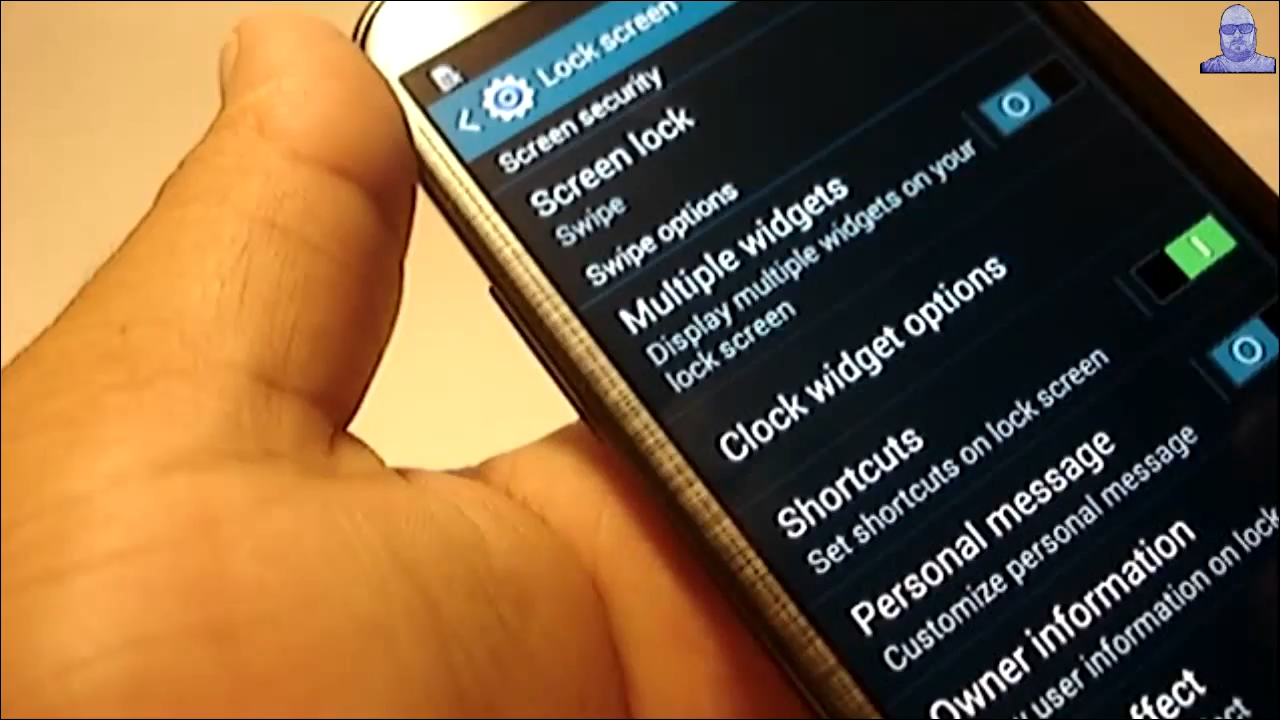 Lock screen
Screen security
Screen lock
Swipe
Swipe options
Multiple widgets
Display multiple widgets on your
lock screen
Clock widget options
Shortcuts
Set shortcuts on lock screen
Personal message
Customize personal message
Owner information
user information on lock